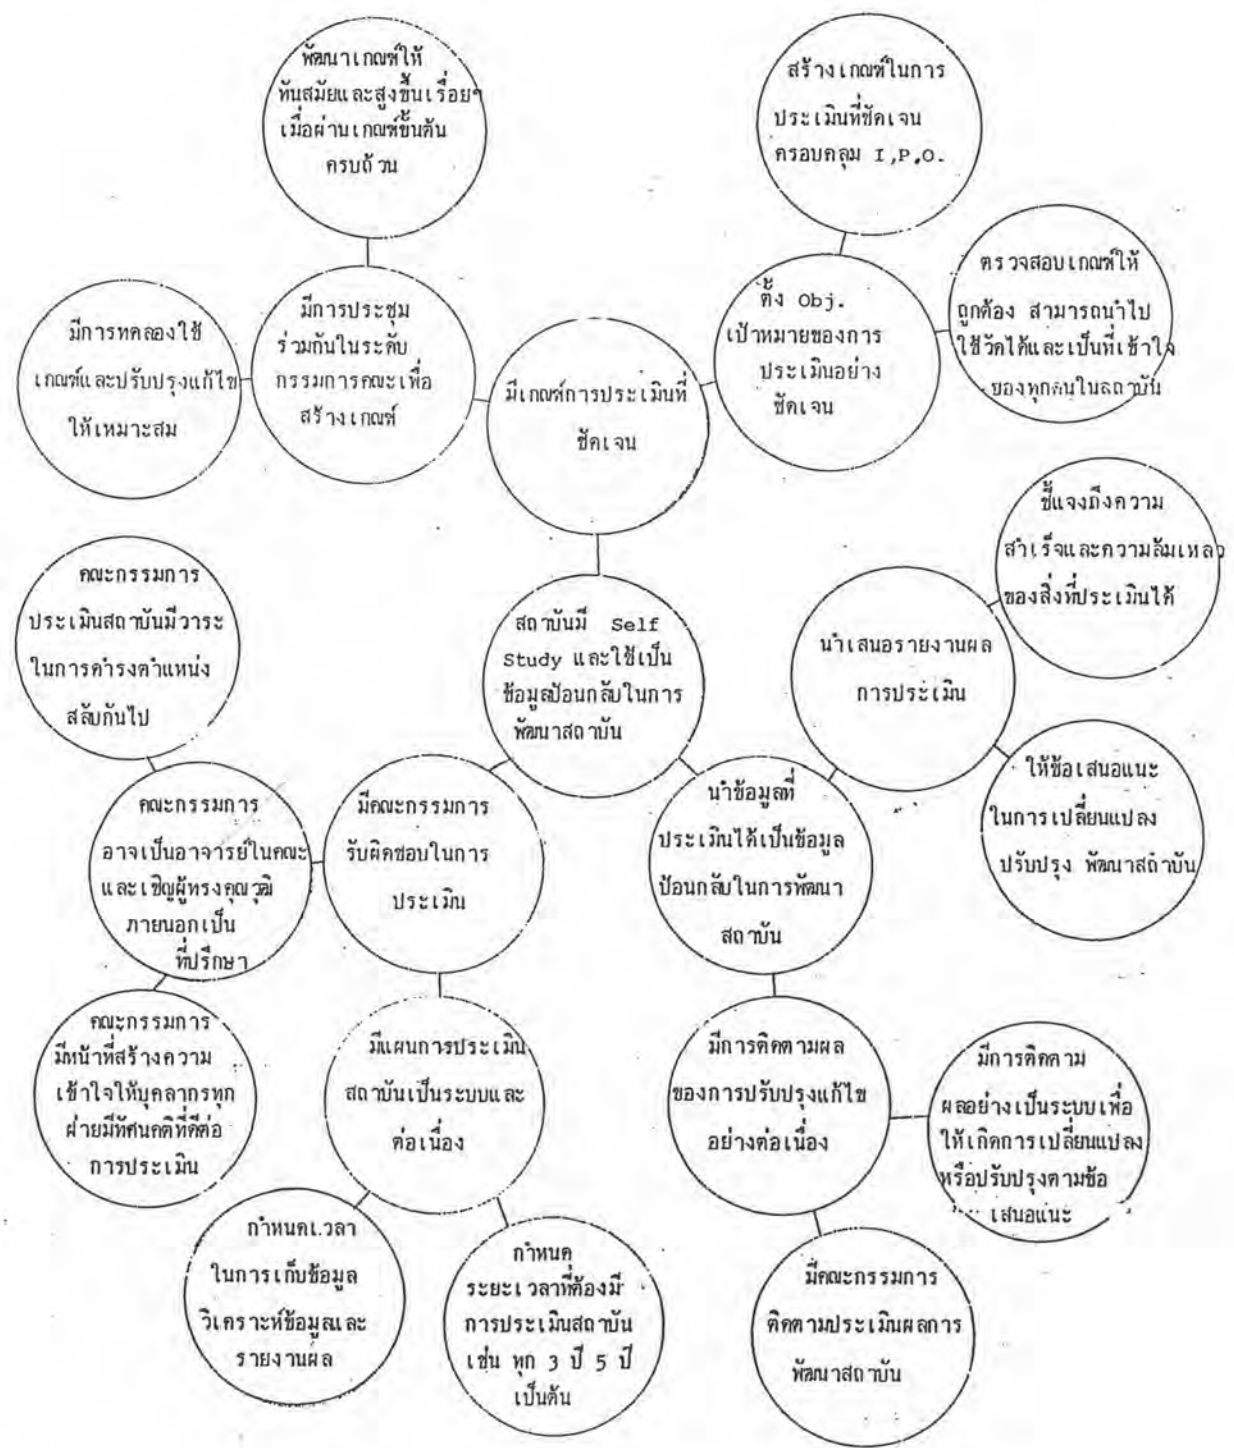 พัฒนาเกณฑ์ให้
ทันสมัยและสูงขึ้นเรื่อยๆ
เมื่อผ่านเกณฑ์ขั้นต้น
ครบถ้วน
สร้างเกณฑ์ในการ
ประเมินที่ชัดเจน
ครอบคลุม I,P,O.
มีการทดลองใช้
เกณฑ์และปรับปรุงแก้ไข
ให้เหมาะสม
มีการประชุม
ร่วมกันในระดับ
กรรมการคณะเพื่อ
สร้างเกณฑ์
มีเกณฑ์การประเมินที่
ชัดเจน
ตั้ง Obj.
เป้าหมายของการ
ประเมินอย่าง
ชัดเจน
ตรวจสอบเกณฑ์ให้
ถูกต้อง สามารถนำไป
ใช้วัดได้และเป็นที่เข้าใจ
ของทุกคนในสถาบัน
คณะกรรมการ
ประเมินสถาบันมีวาระ
ในการดำรงตำแหน่ง
สลับกันไป
สถาบันมี Self
Study และใช้เป็น
ข้อมูลป้อนกลับในการ
พัฒนาสถาบัน
นำเสนอรายงานผล
การประเมิน
ชี้แจงถึงความ
สำเร็จและความล้มเหลว
ของสิ่งที่ประเมินได้
คณะกรรมการ
อาจเป็นอาจารย์ในคณะ
และเชิญผู้ทรงคุณวุฒิ
ภายนอกเป็น
ที่ปรึกษา
มีคณะกรรมการ
รับผิดชอบในการ
ประเมิน
นำข้อมูลที่
ประเมินได้เป็นข้อมูล
ป้อนกลับในการพัฒนา
สถาบัน
ให้ข้อเสนอแนะ
ในการเปลี่ยนแปลง
ปรับปรุง พัฒนาสถาบัน
คณะกรรมการ
มีหน้าที่สร้างความ
เข้าใจให้บุคลากรทุก
ฝ่ายมีทัศนคติที่ดีต่อ
การประเมิน
มีแผนการประเมิน
สถาบันเป็นระบบและ
ต่อเนื่อง
มีการติดตามผล
ของการปรับปรุงแก้ไข
อย่างต่อเนื่อง
มีการติดตาม
ผลอย่างเป็นระบบเพื่อ
ให้เกิดการเปลี่ยนแปลง
หรือปรับปรุงตามข้อ
เสนอแนะ
กำหนดเวลา
ในการเก็บข้อมูล
วิเคราะห์ข้อมูลและ
รายงานผล
กำหนด
ระยะเวลาที่ต้องมี
การประเมินสถาบัน
เช่น ทุก 3 ปี 5 ปี
เป็นต้น
มีคณะกรรมการ
ติดตามประเมินผลการ
พัฒนาสถาบัน